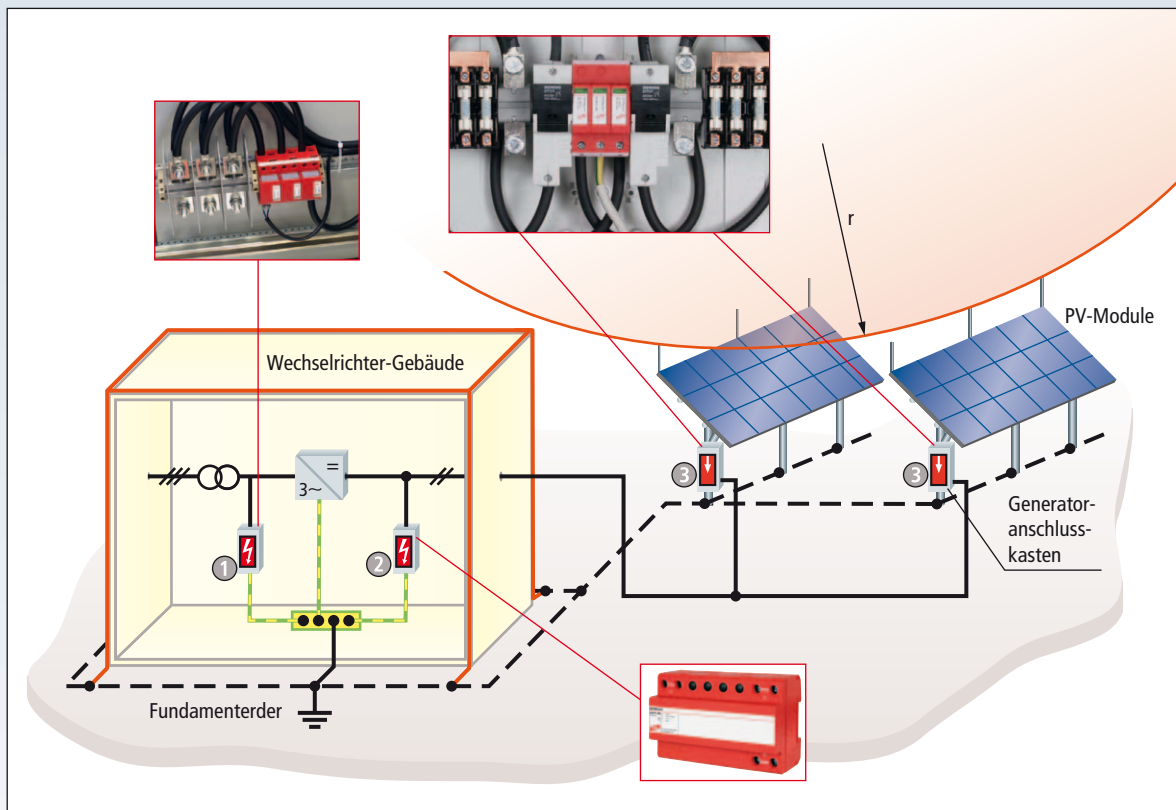 r
PV-Module
Wechselrichter-Gebäude
3~
=
3
3
1
2
Generator-
anschluss-
kasten
Fundamenterder